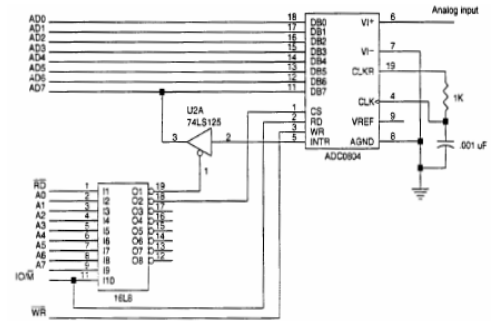 Analog input
AD0 18 DB0 VI+ 6
AD1 17 DB1
AD2 16 DB2
AD3 15 DB3 VI- 7
AD4 14 DB4
AD5 13 DB5 CLKR 19
AD6 12 DB6
AD7 11 DB7
U2A
74LS125
CLK 4 1K
1 CS
2 RD VREF 9
3 WR
5 INTR AGND 8 .001 uF
3 2
ADC0804
1
RD 1 I1 O1 19
A0 2 I2 O2 18
A1 3 I3 O3 17
A2 4 I4 O4 16
A3 5 I5 O5 15
A4 6 I6 O6 14
A5 7 I7 O7 13
A6 8 I8 O8 12
A7 9 I9
IO/M 11 I10
16L8
WR